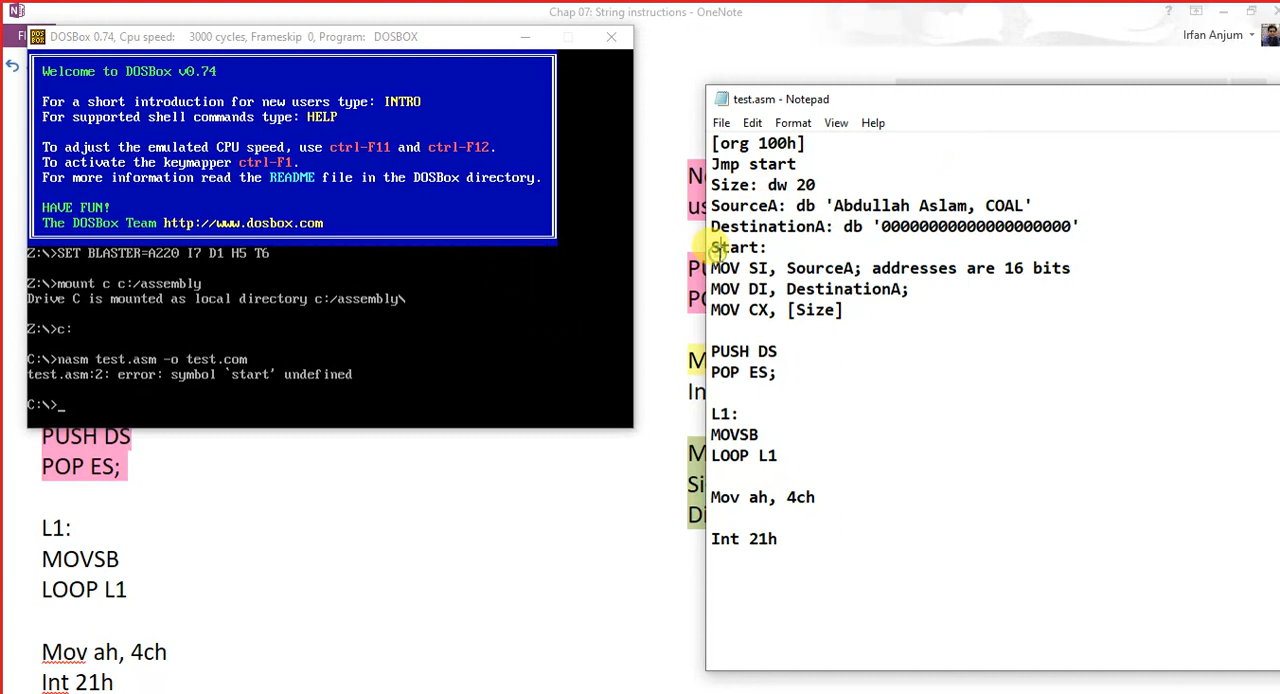 Chap 07: String instructions - OneNote
Irfan Anjum
DOSBox 0.74, Cpu speed: 3000 cycles, Frameskip 0, Program: DOSBOX
Welcome to DOSBox v0.74
For a short introduction for new users type: INTRO
For supported shell commands type: HELP
To adjust the emulated CPU speed, use ctrl-F11 and ctrl-F12.
To activate the keymapper ctrl-F1.
For more information read the README file in the DOSBox directory.
HAVE FUN!
The DOSBox Team http://www.dosbox.com
Z:\>SET BLASTER=A220 I7 D1 H5 T6
Z:\>mount c c:/assembly
Drive C is mounted as local directory c:/assembly\
Z:\>c:
C:\>nasm test.asm -o test.com
test.asm:2: error: symbol `start' undefined
C:\>_
PUSH DS
POP ES;
L1:
MOVSB
LOOP L1
Mov ah, 4ch
Int 21h
test.asm - Notepad
File Edit Format View Help
[org 100h]
Jmp start
Size: dw 20
SourceA: db 'Abdullah Aslam, COAL'
DestinationA: db '00000000000000000000'
Start:
MOV SI, SourceA; addresses are 16 bits
MOV DI, DestinationA;
MOV CX, [Size]
PUSH DS
POP ES;
L1:
MOVSB
LOOP L1
Mov ah, 4ch
Int 21h